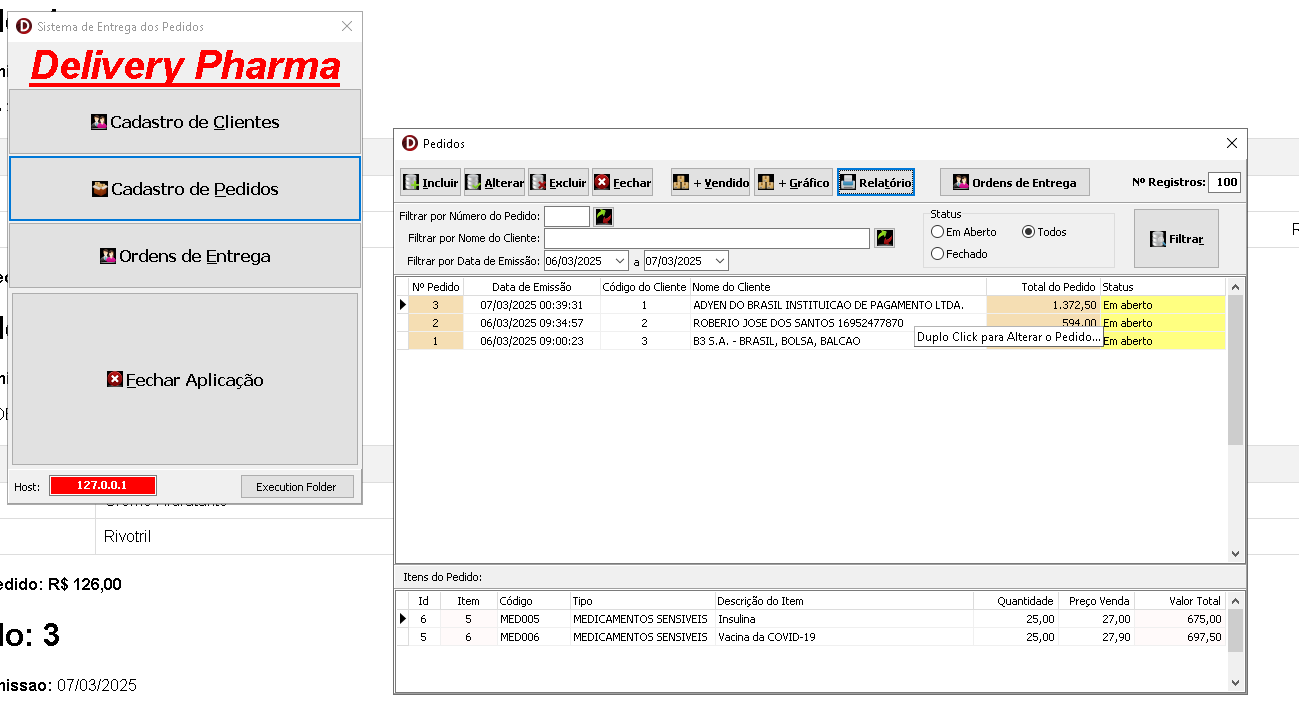 Sistema de Entrega dos Pedidos
Delivery Pharma
Cadastro de Clientes
Cadastro de Pedidos
Ordens de Entrega
Fechar Aplicação
Host: 127.0.0.1 Execution Folder
Rivotril
edido: R$ 126,00
do: 3
missao: 07/03/2025
Pedidos
Incluir Alterar Excluir Fechar + Vendido + Gráfico Relatório Ordens de Entrega Nº Registros: 100
Filtrar por Número do Pedido:
Filtrar por Nome do Cliente:
Filtrar por Data de Emissão: 06/03/2025 a 07/03/2025
Status
Em Aberto Todos
Fechado
Filtrar
Nº Pedido Data de Emissão Código do Cliente Nome do Cliente Total do Pedido Status
3 07/03/2025 00:39:31 1 ADYEN DO BRASIL INSTITUICAO DE PAGAMENTO LTDA. 1.372,50 Em aberto
2 06/03/2025 09:34:57 2 ROBERIO JOSE DOS SANTOS 16952477870 594,00 Em aberto
1 06/03/2025 09:00:23 3 B3 S.A. - BRASIL, BOLSA, BALCAO Em aberto
Duplo Click para Alterar o Pedido...
Itens do Pedido:
Id Item Código Tipo Descrição do Item Quantidade Preço Venda Valor Total
6 5 MED005 MEDICAMENTOS SENSIVEIS Insulina 25,00 27,00 675,00
5 6 MED006 MEDICAMENTOS SENSIVEIS Vacina da COVID-19 25,00 27,90 697,50